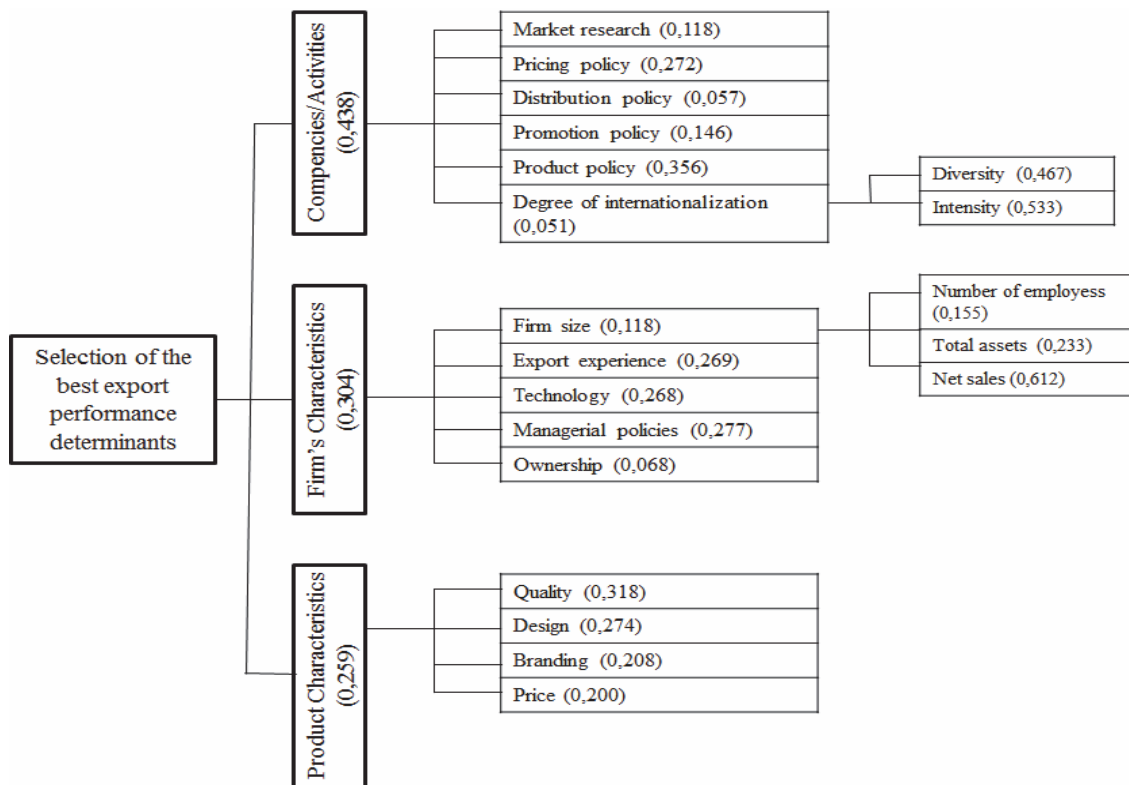 Selection of the
best export
performance
determinants
Compencies/Activities
(0,438)
Market research (0,118)
Pricing policy (0,272)
Distribution policy (0,057)
Promotion policy (0,146)
Product policy (0,356)
Degree of internationalization
(0,051)
Diversity (0,467)
Intensity (0,533)
Firm's Characteristics
(0,304)
Firm size (0,118)
Export experience (0,269)
Technology (0,268)
Managerial policies (0,277)
Ownership (0,068)
Number of employess
(0,155)
Total assets (0,233)
Net sales (0,612)
Product Characteristics
(0,259)
Quality (0,318)
Design (0,274)
Branding (0,208)
Price (0,200)